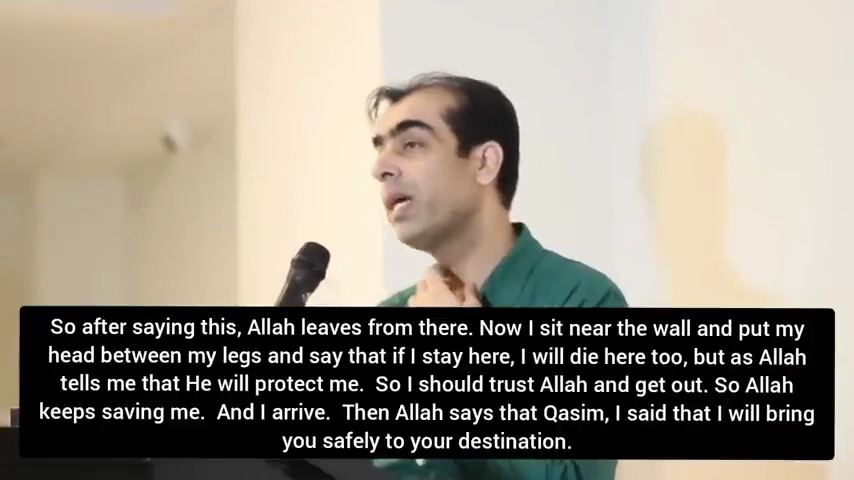 So after saying this, Allah leaves from there. Now I sit near the wall and put my
head between my legs and say that if I stay here, I will die here too, but as Allah
tells me that He will protect me.  So I should trust Allah and get out. So Allah
keeps saving me.  And I arrive.  Then Allah says that Qasim, I said that I will bring
you safely to your destination.